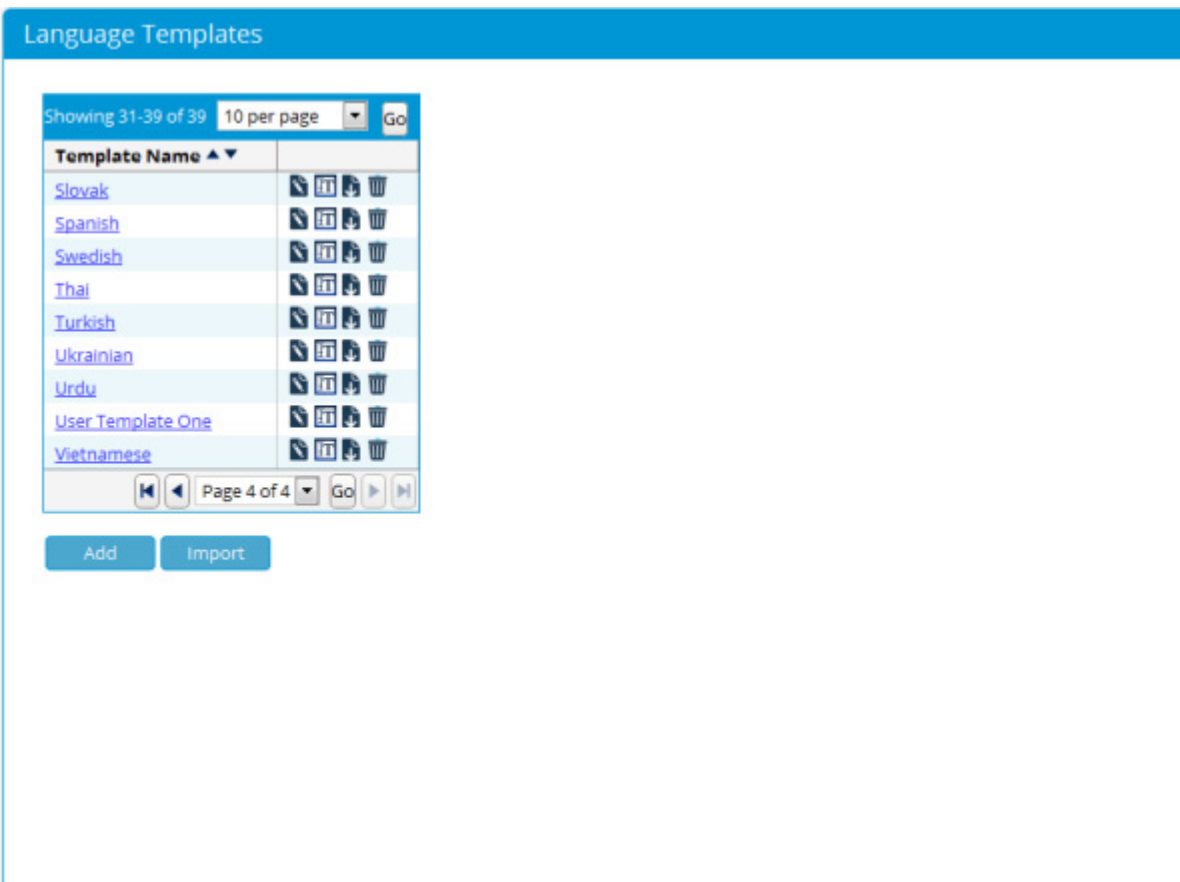 Language Templates
Showing 31-39 of 39 10 per page Go
Template Name
Slovak
Spanish
Swedish
Thai
Turkish
Ukrainian
Urdu
User Template One
Vietnamese
Page 4 of 4 Go
Add Import